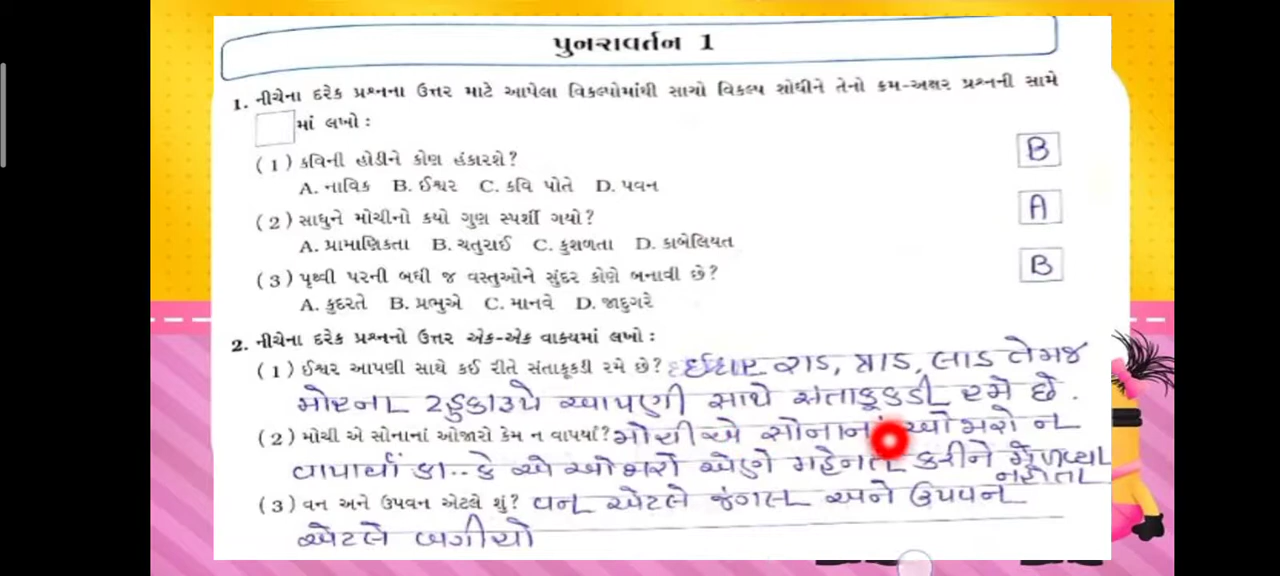 પુનરાવર્તન 1
1. નીચેના દરેક પ્રશ્નના ઉત્તર માટે આપેલા વિકલ્પોમાંથી સાચો વિકલ્પ શોધીને તેનો ક્રમ-અક્ષર પ્રશ્નની સામે
માં લખો :
(1) કવિની હોડીને કોણ હંકારશે? B
A. નાવિક B. ઈશ્વર C. કવિ પોતે D. પવન
(2) સાધુને મોચીનો કયો ગુણ સ્પર્શી ગયો? A
A. પ્રામાણિકતા B. ચતુરાઈ C. કુશળતા D. કાબેલિયત
(3) પૃથ્વી પરની બધી જ વસ્તુઓને સુંદર કોણે બનાવી છે? B
A. કુદરતે B. પ્રભુએ C. માનવે D. જાદુગરે
2. નીચેના દરેક પ્રશ્નનો ઉત્તર એક-એક વાક્યમાં લખો :
(1) ઈશ્વર આપણી સાથે કઈ રીતે સંતાકૂકડી રમે છે? લાડ તેમજ
મોરના ટહુકારૂપે આપણી સાથે સતાકૂકડી રમે છે.
(2) મોચી એ સોનાનાં ઓજારો કેમ ન વાપર્યાં? મોચીએ સોનાનાં ઓજારો ન
વાપાર્યાં કા..કે એ ઓજારો એણે મહેનત કરીને મેળવ્યા
નહોતા
(3) વન અને ઉપવન એટલે શું? વન એટલે જંગલ અને ઉપવન
એટલે બગીચો